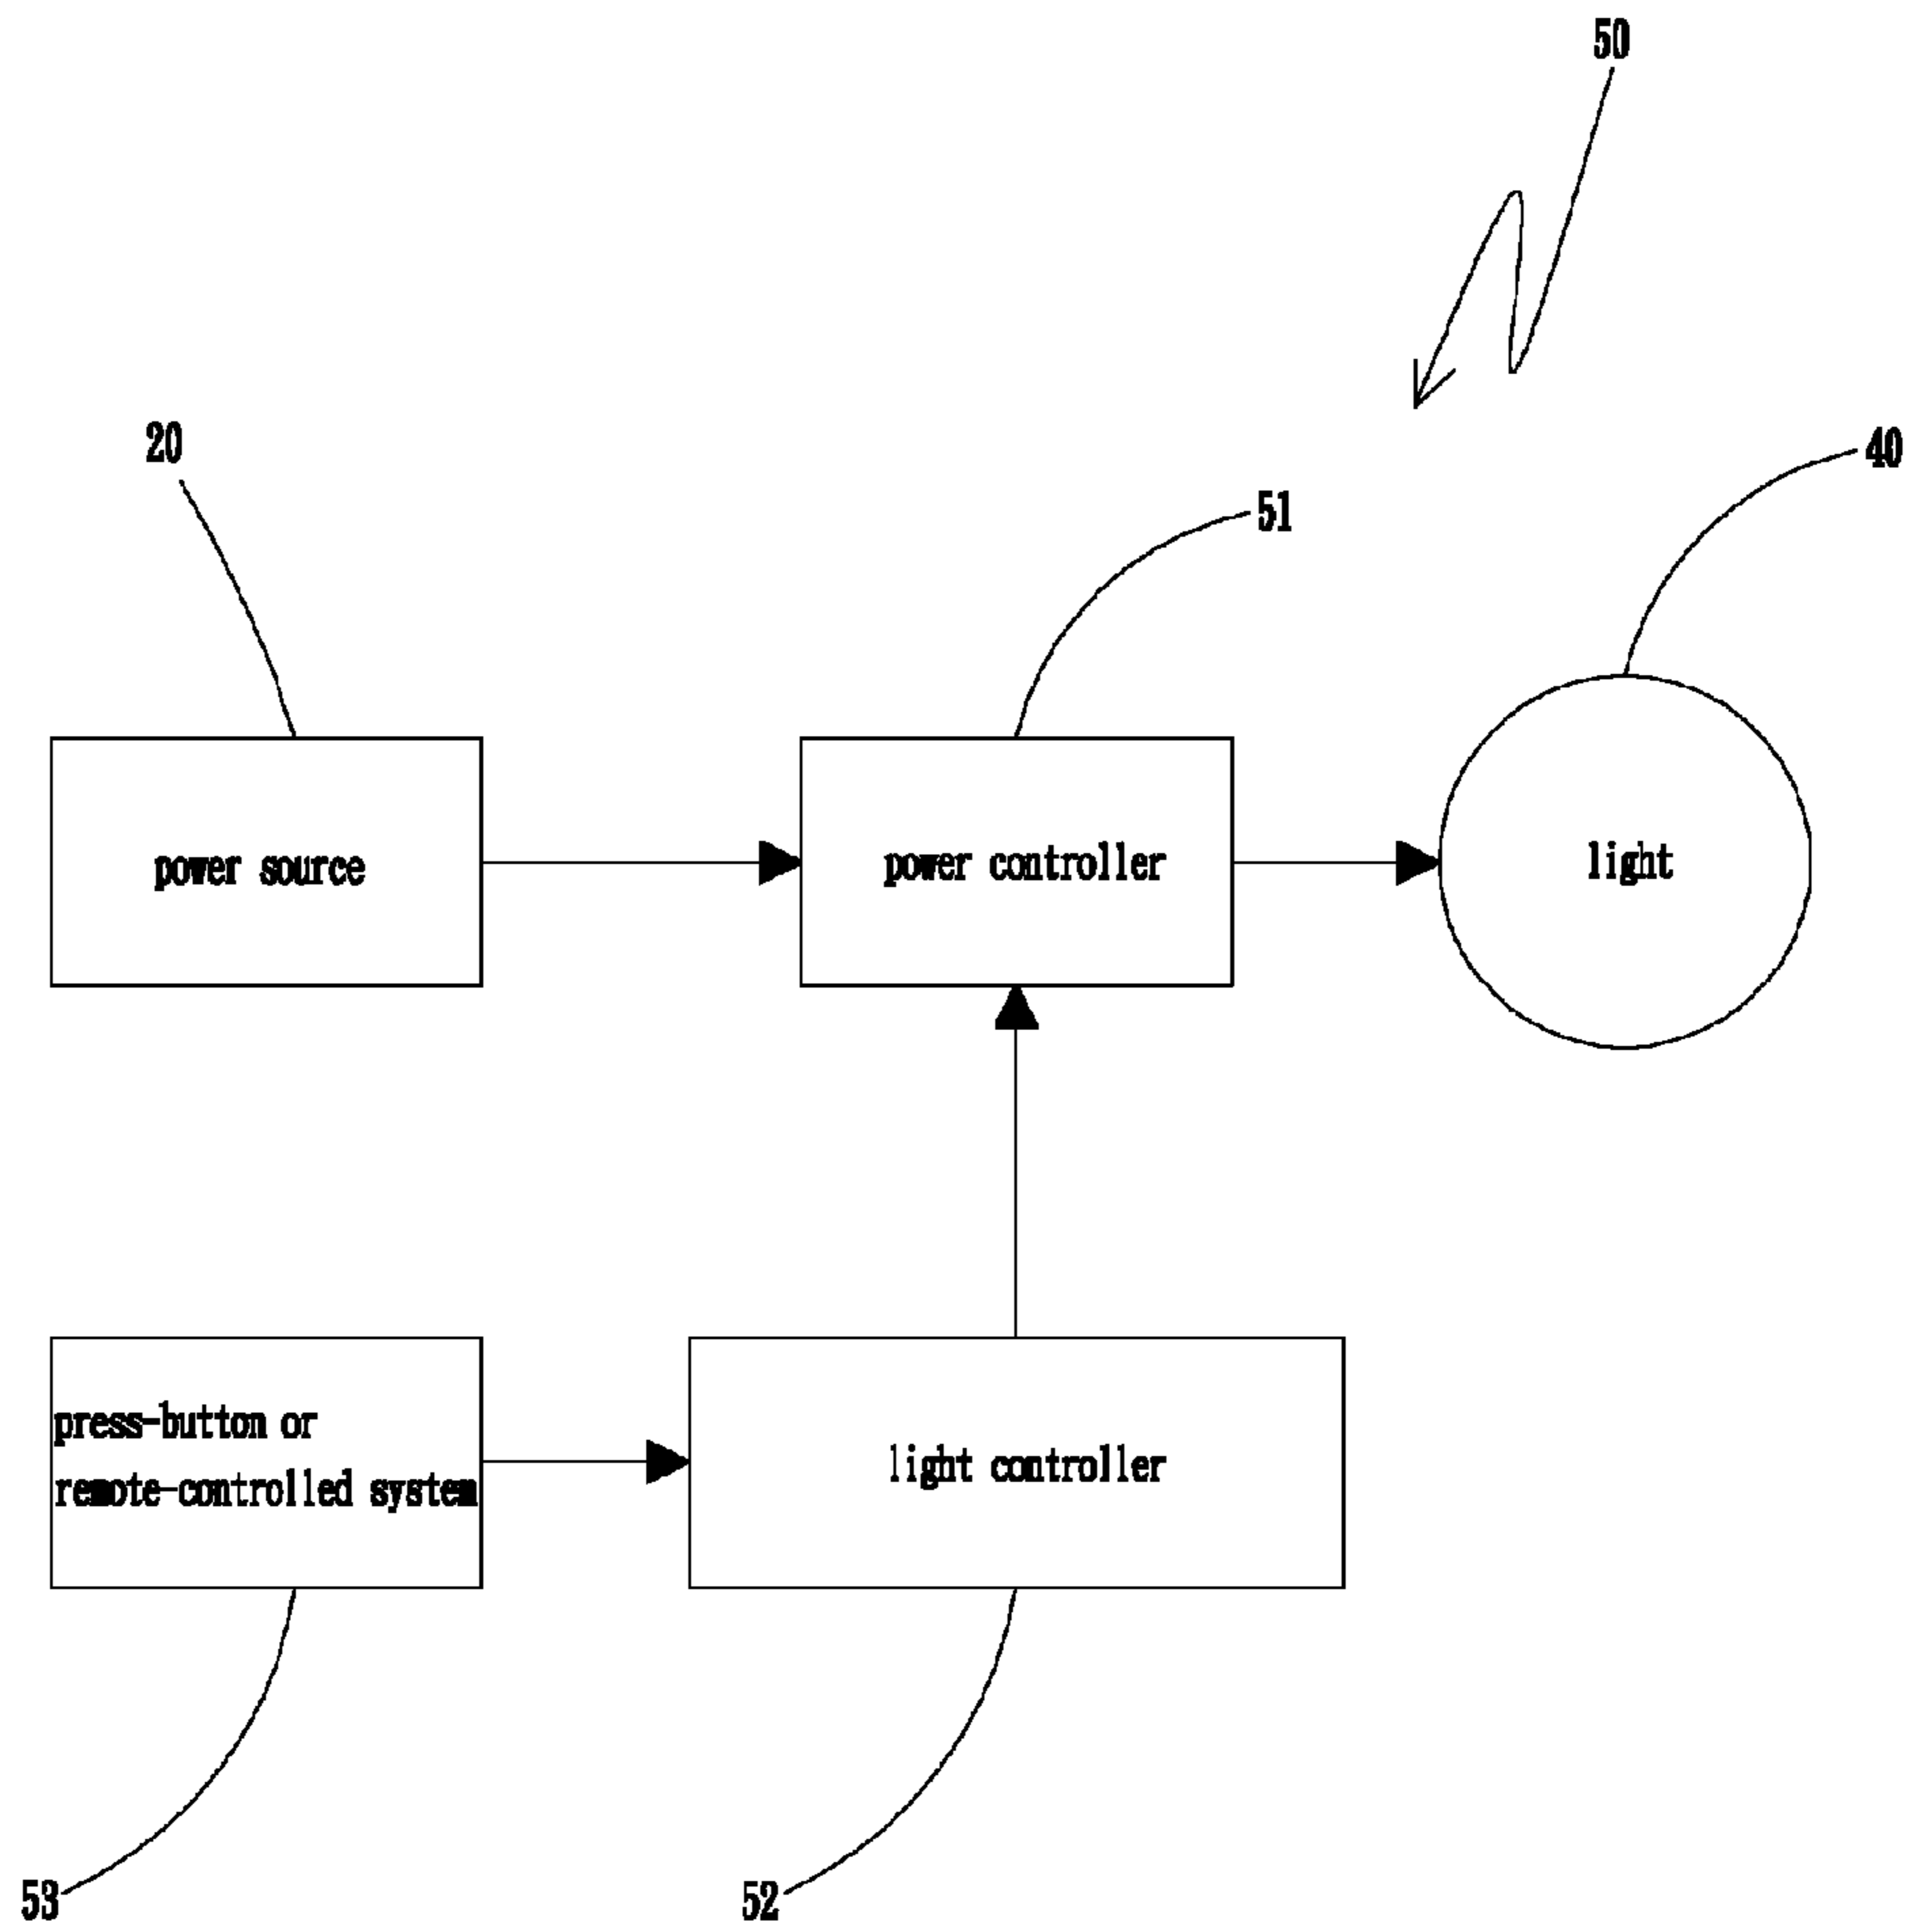 50
20
40
51
power source
power controller
light
press-button or
remote-controlled system
light controller
53
52